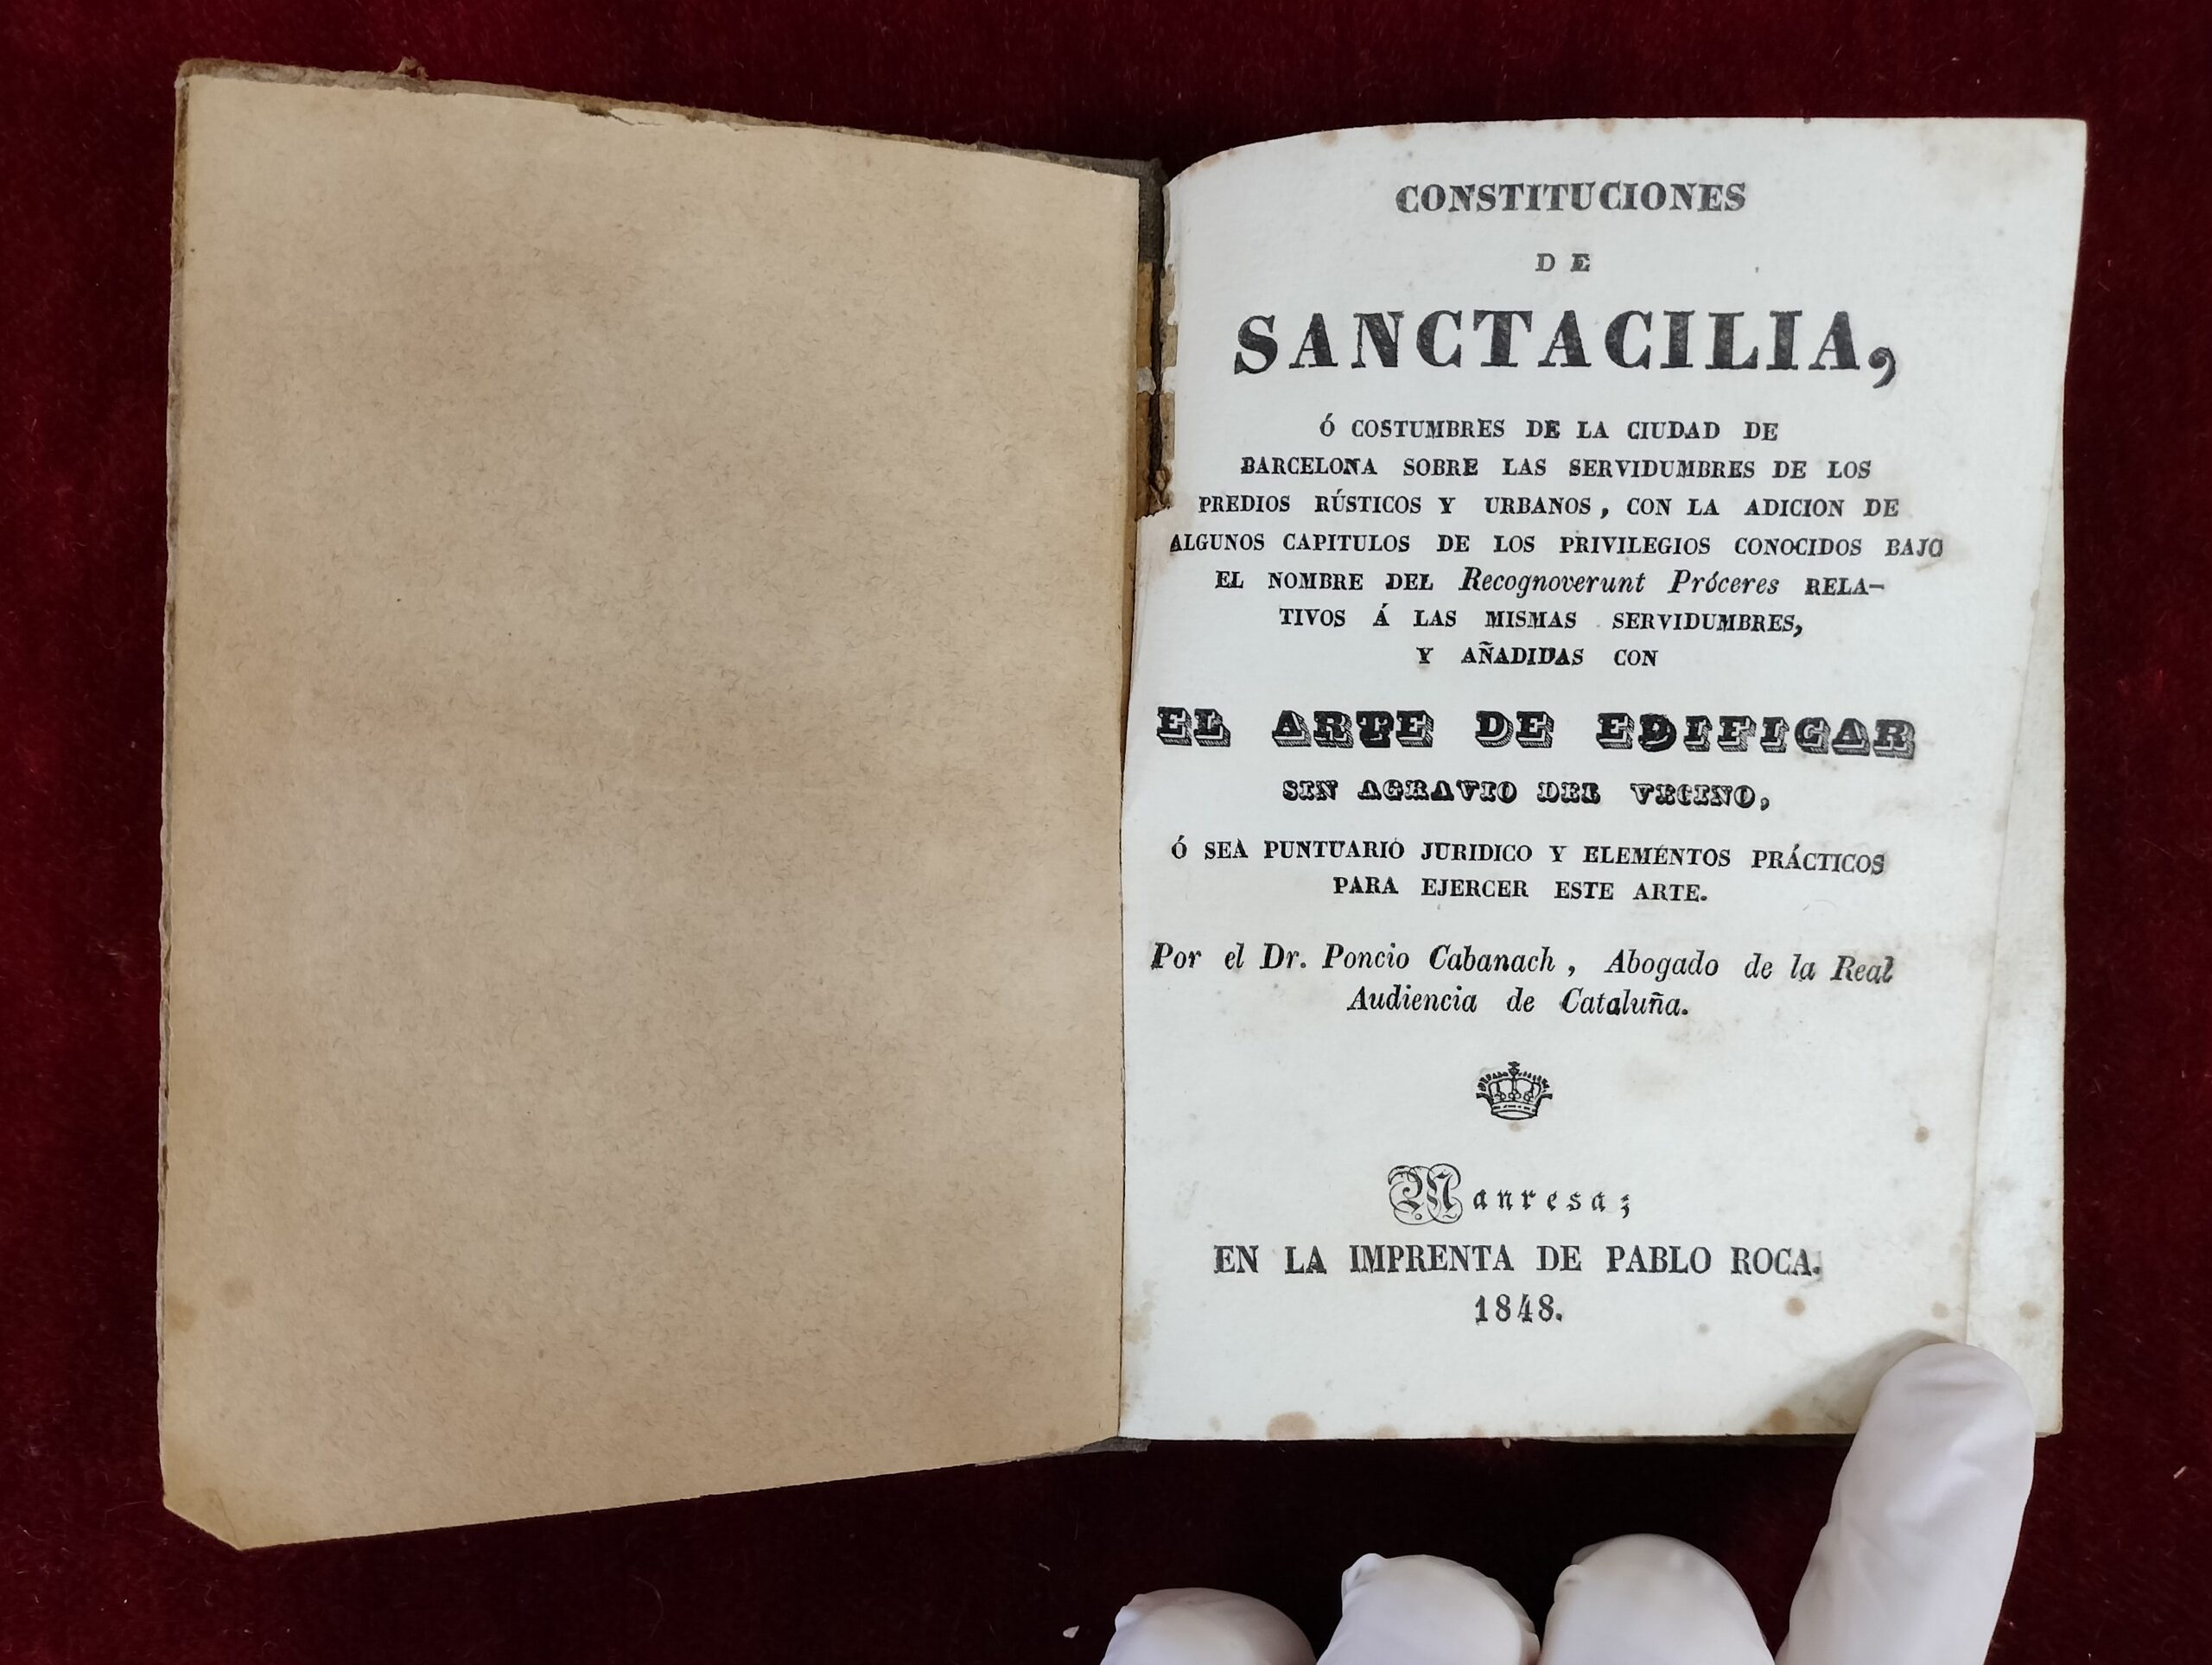 CONSTITUCIONES
DE
SANCTACILIA,
Ó COSTUMBRES DE LA CIUDAD DE
BARCELONA SOBRE LAS SERVIDUMBRES DE LOS
PREDIOS RÚSTICOS Y URBANOS, CON LA ADICION DE
ALGUNOS CAPITULOS DE LOS PRIVILEGIOS CONOCIDOS BAJO
EL NOMBRE DEL Recognoverunt Próceres RELA-
TIVOS Á LAS MISMAS SERVIDUMBRES,
Y AÑADIDAS CON
EL ARTE DE EDIFICAR
SIN AGRAVIO DEL VECINO,
Ó SEA PUNTUARIO JURIDICO Y ELEMENTOS PRÁCTICOS
PARA EJERCER ESTE ARTE.
Por el Dr. Poncio Cabanach, Abogado de la Real
Audiencia de Cataluña.
Manresa;
EN LA IMPRENTA DE PABLO ROCA.
1848.